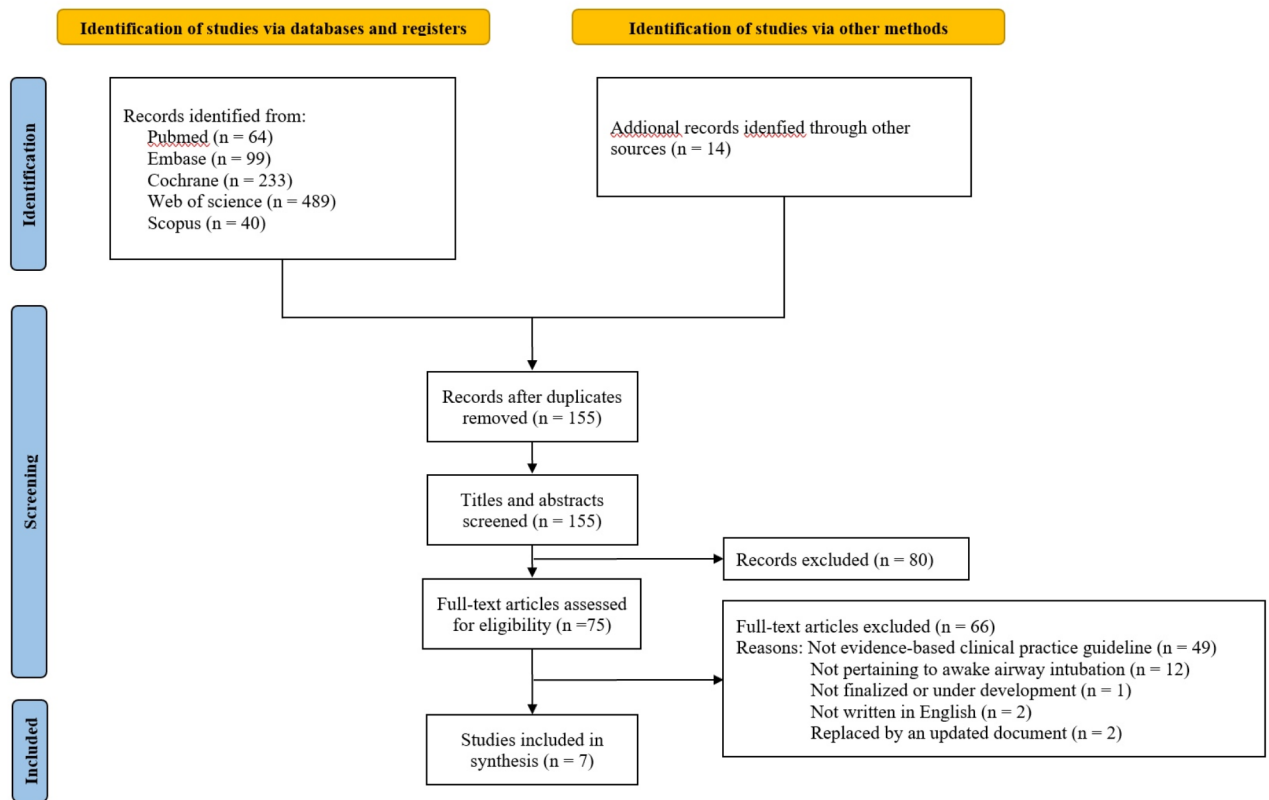 Identification of studies via databases and registers
Identification of studies via other methods
Identification
Records identified from:
Pubmed (n = 64)
Embase (n = 99)
Cochrane (n = 233)
Web of science (n = 489)
Scopus (n = 40)
Addional records idenfied through other
sources (n = 14)
Screening
Records after duplicates
removed (n = 155)
Titles and abstracts
screened (n = 155)
Records excluded (n = 80)
Full-text articles assessed
for eligibility (n =75)
Full-text articles excluded (n = 66)
Reasons: Not evidence-based clinical practice guideline (n = 49)
Not pertaining to awake airway intubation (n = 12)
Not finalized or under development (n = 1)
Not written in English (n = 2)
Replaced by an updated document (n = 2)
Included
Studies included in
synthesis (n = 7)